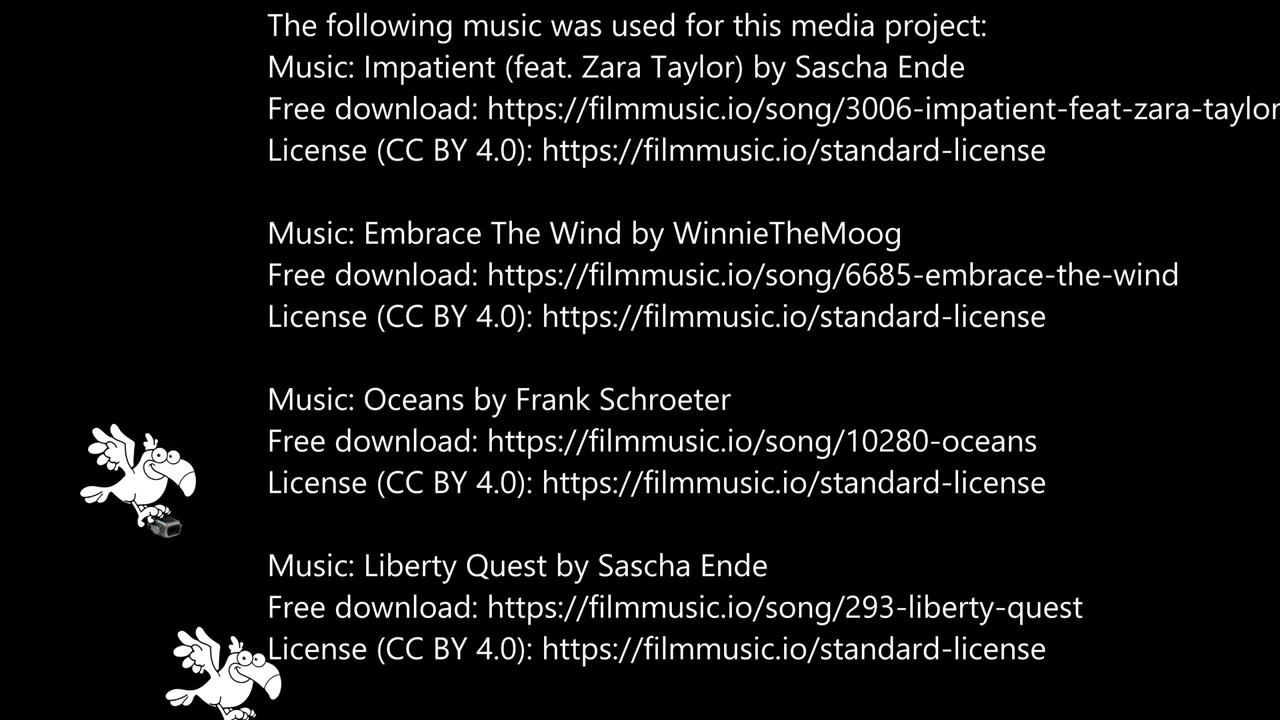 The following music was used for this media project:
Music: Impatient (feat. Zara Taylor) by Sascha Ende
Free download: https://filmmusic.io/song/3006-impatient-feat-zara-taylor
License (CC BY 4.0): https://filmmusic.io/standard-license
Music: Embrace The Wind by WinnieTheMoog
Free download: https://filmmusic.io/song/6685-embrace-the-wind
License (CC BY 4.0): https://filmmusic.io/standard-license
Music: Oceans by Frank Schroeter
Free download: https://filmmusic.io/song/10280-oceans
License (CC BY 4.0): https://filmmusic.io/standard-license
Music: Liberty Quest by Sascha Ende
Free download: https://filmmusic.io/song/293-liberty-quest
License (CC BY 4.0): https://filmmusic.io/standard-license